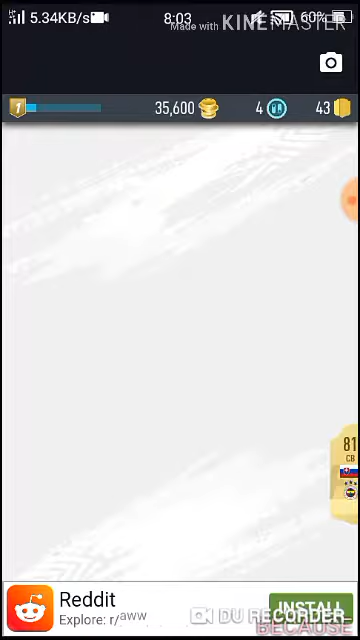 5.34KB/s 8:03 60%
Made with KINEMASTER
1 35,600 4 43
81
CB
Reddit
Explore: r/aww
INSTALL
DU RECORDER
BECAUSE